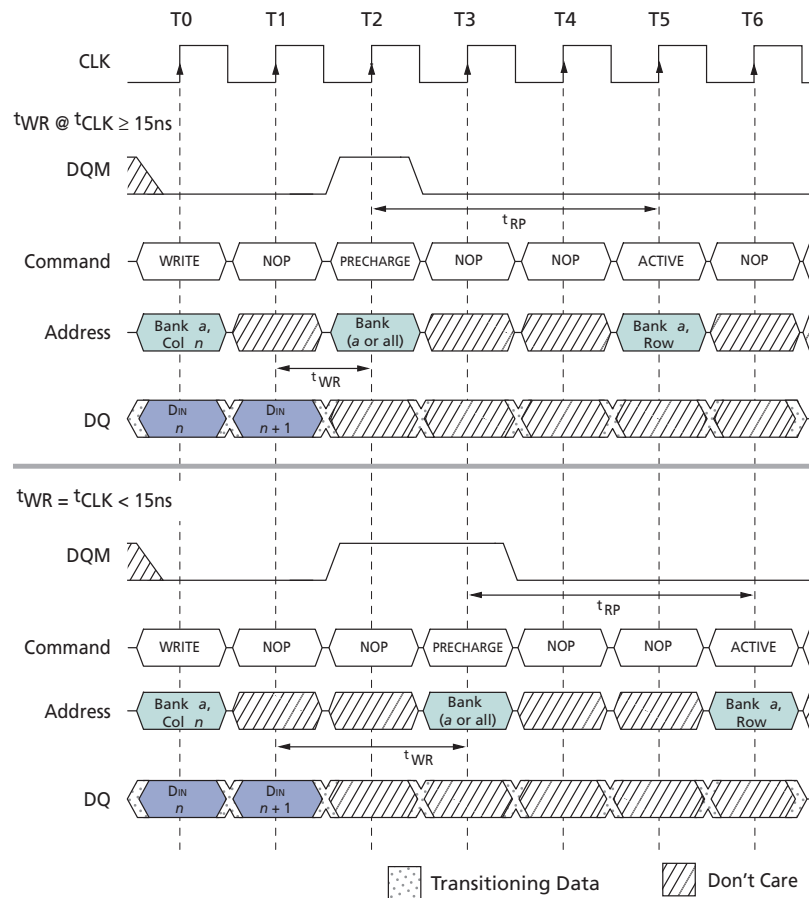 T0 T1 T2 T3 T4 T5 T6
CLK
tWR @ tCLK ≥ 15ns
DQM
tRP
Command WRITE NOP PRECHARGE NOP NOP ACTIVE NOP
Address Bank a, Col n Bank (a or all) Bank a, Row
tWR
DQ DIN n DIN n + 1
tWR = tCLK < 15ns
DQM
tRP
Command WRITE NOP NOP PRECHARGE NOP NOP ACTIVE
Address Bank a, Col n Bank (a or all) Bank a, Row
tWR
DQ DIN n DIN n + 1
Transitioning Data Don't Care